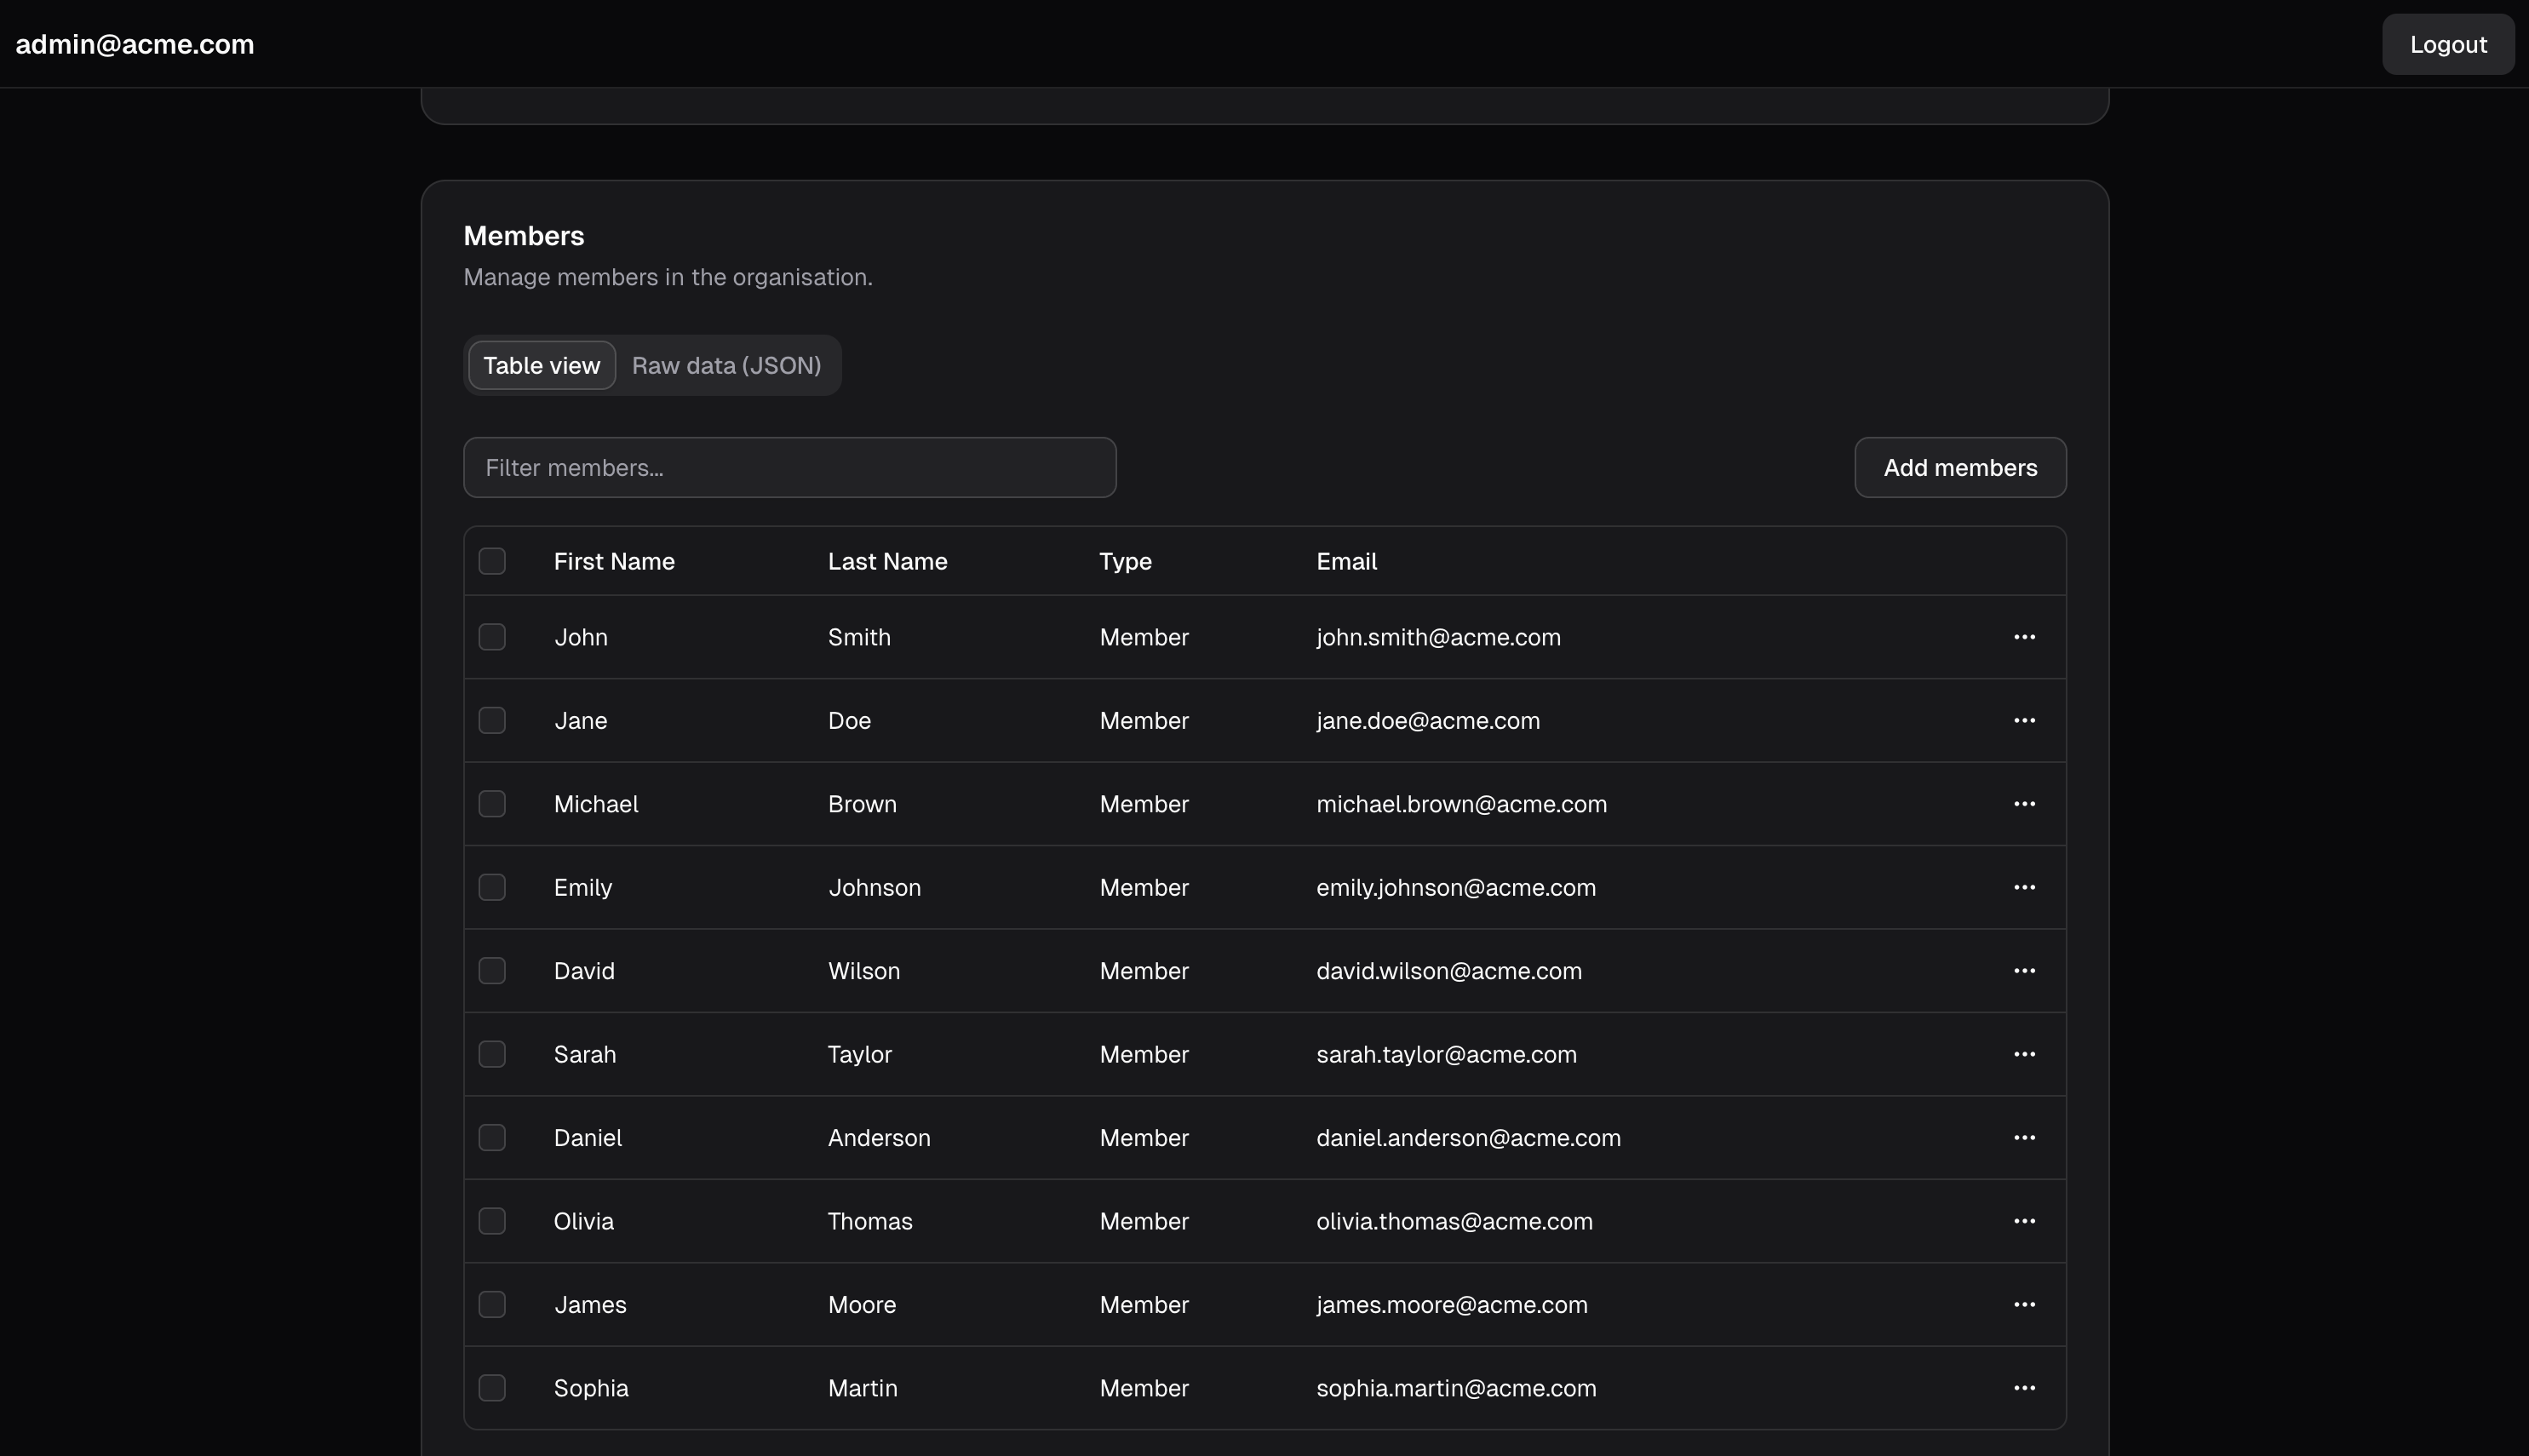 admin@acme.com Logout
Members
Manage members in the organisation.
Table view Raw data (JSON)
Filter members... Add members
First Name Last Name Type Email
John Smith Member john.smith@acme.com
Jane Doe Member jane.doe@acme.com
Michael Brown Member michael.brown@acme.com
Emily Johnson Member emily.johnson@acme.com
David Wilson Member david.wilson@acme.com
Sarah Taylor Member sarah.taylor@acme.com
Daniel Anderson Member daniel.anderson@acme.com
Olivia Thomas Member olivia.thomas@acme.com
James Moore Member james.moore@acme.com
Sophia Martin Member sophia.martin@acme.com